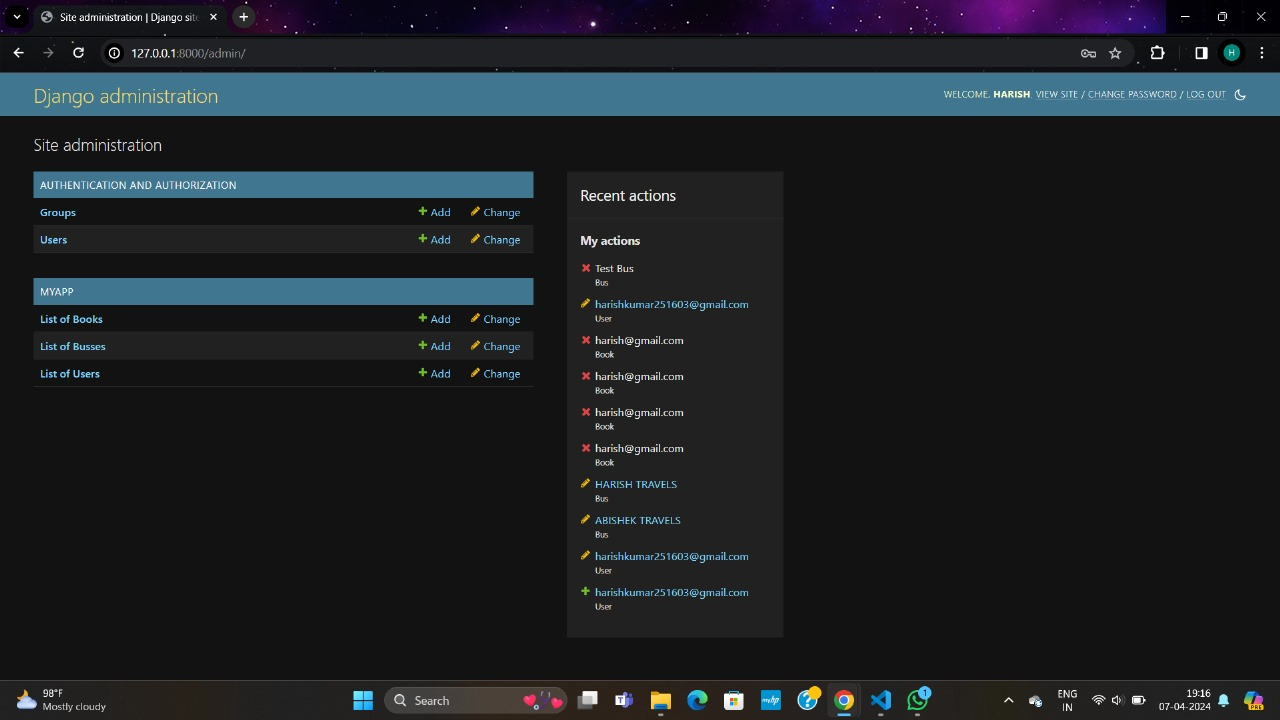 Site administration | Django site
127.0.0.1:8000/admin/
H
Django administration
WELCOME, HARISH. VIEW SITE / CHANGE PASSWORD / LOG OUT
Site administration
AUTHENTICATION AND AUTHORIZATION
Groups Add Change
Users Add Change
MYAPP
List of Books Add Change
List of Busses Add Change
List of Users Add Change
Recent actions
My actions
Test Bus
Bus
harishkumar251603@gmail.com
User
harish@gmail.com
Book
harish@gmail.com
Book
harish@gmail.com
Book
harish@gmail.com
Book
HARISH TRAVELS
Bus
ABISHEK TRAVELS
Bus
harishkumar251603@gmail.com
User
harishkumar251603@gmail.com
User
98°F
Mostly cloudy
Search
myhp
1
ENG
IN
19:16
07-04-2024
PRE